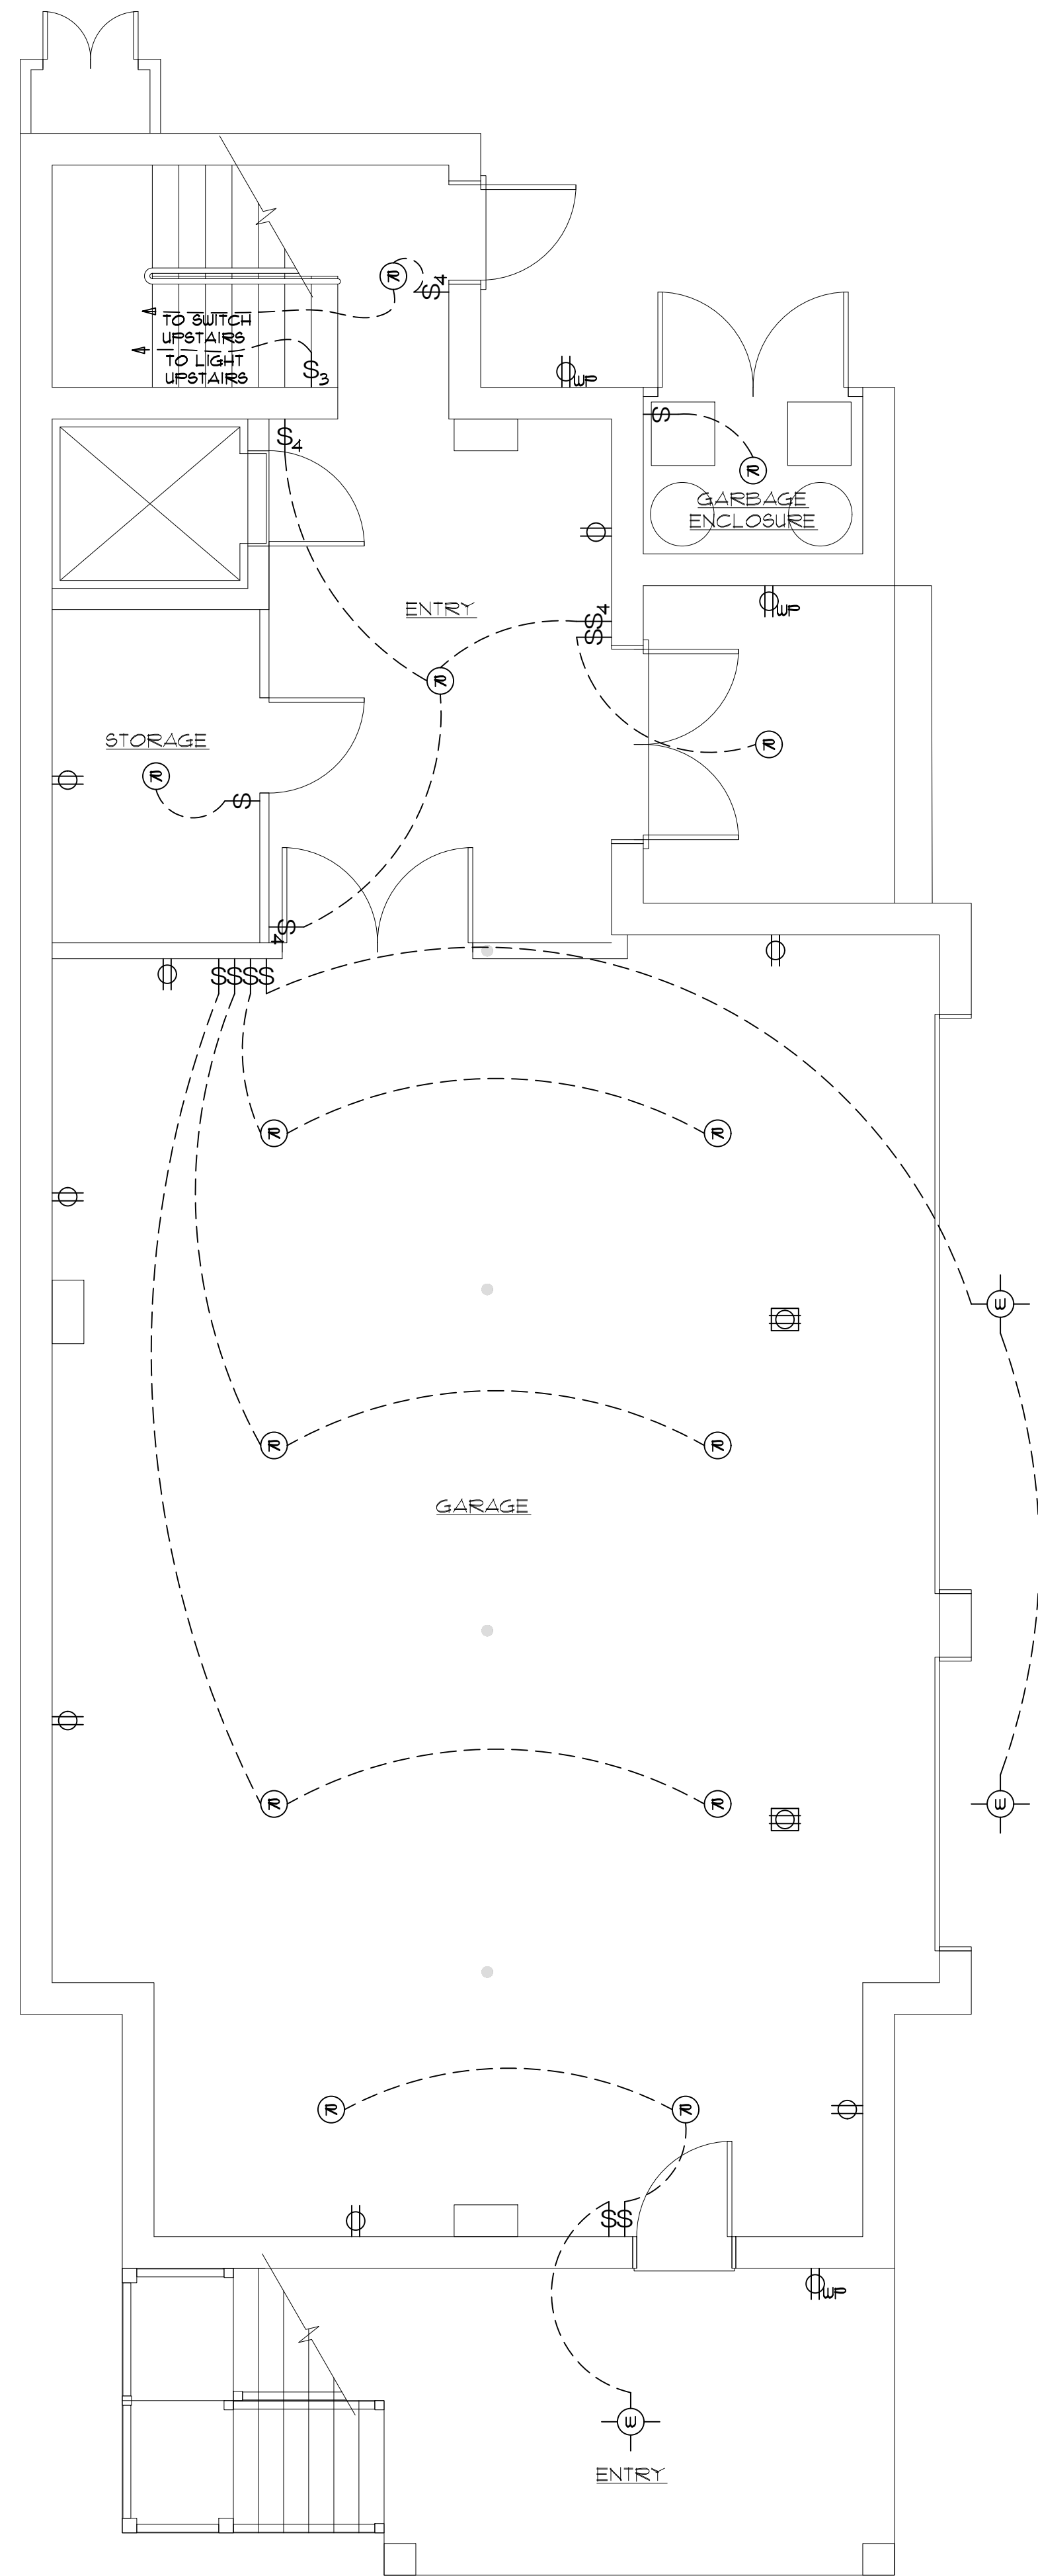 R
S4
TO SWITCH
UPSTAIRS
TO LIGHT
UPSTAIRS
S3
WP
S
S4
R
GARBAGE
ENCLOSURE
WP
ENTRY
S4
S
R
STORAGE
R
R
S
S4
SSSS
R
R
W
R
R
GARAGE
R
R
W
R
R
SS
WP
W
ENTRY